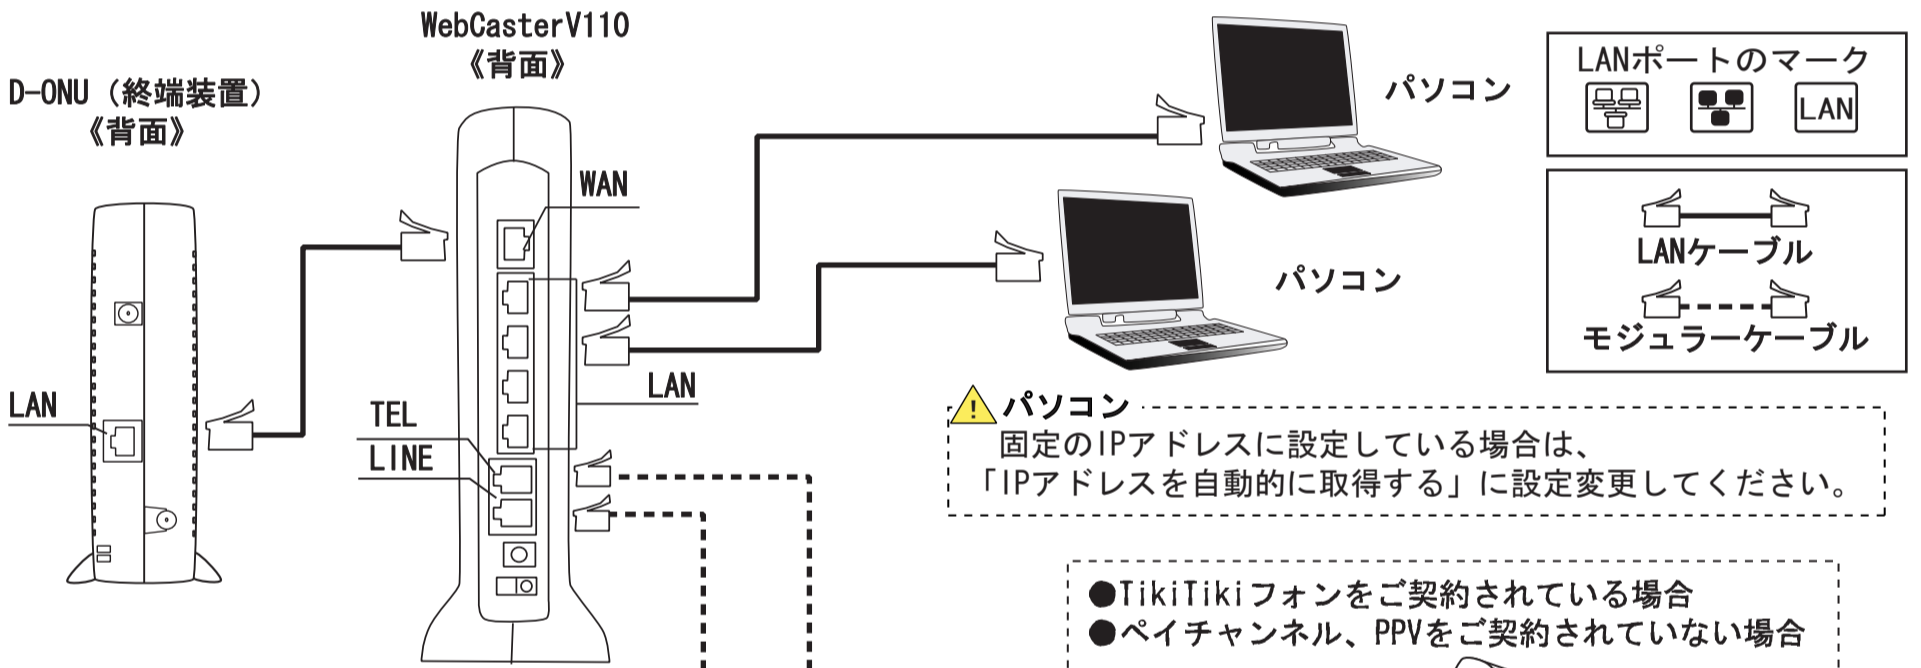 WebCasterV110
《背面》
D-ONU（終端装置）
《背面》
パソコン
LANポートのマーク
LAN
WAN
パソコン
LANケーブル
モジュラーケーブル
LAN
LAN
TEL
LINE
! パソコン
固定のIPアドレスに設定している場合は、
「IPアドレスを自動的に取得する」に設定変更してください。
●TikiTikiフォンをご契約されている場合
●ペイチャンネル、PPVをご契約されていない場合